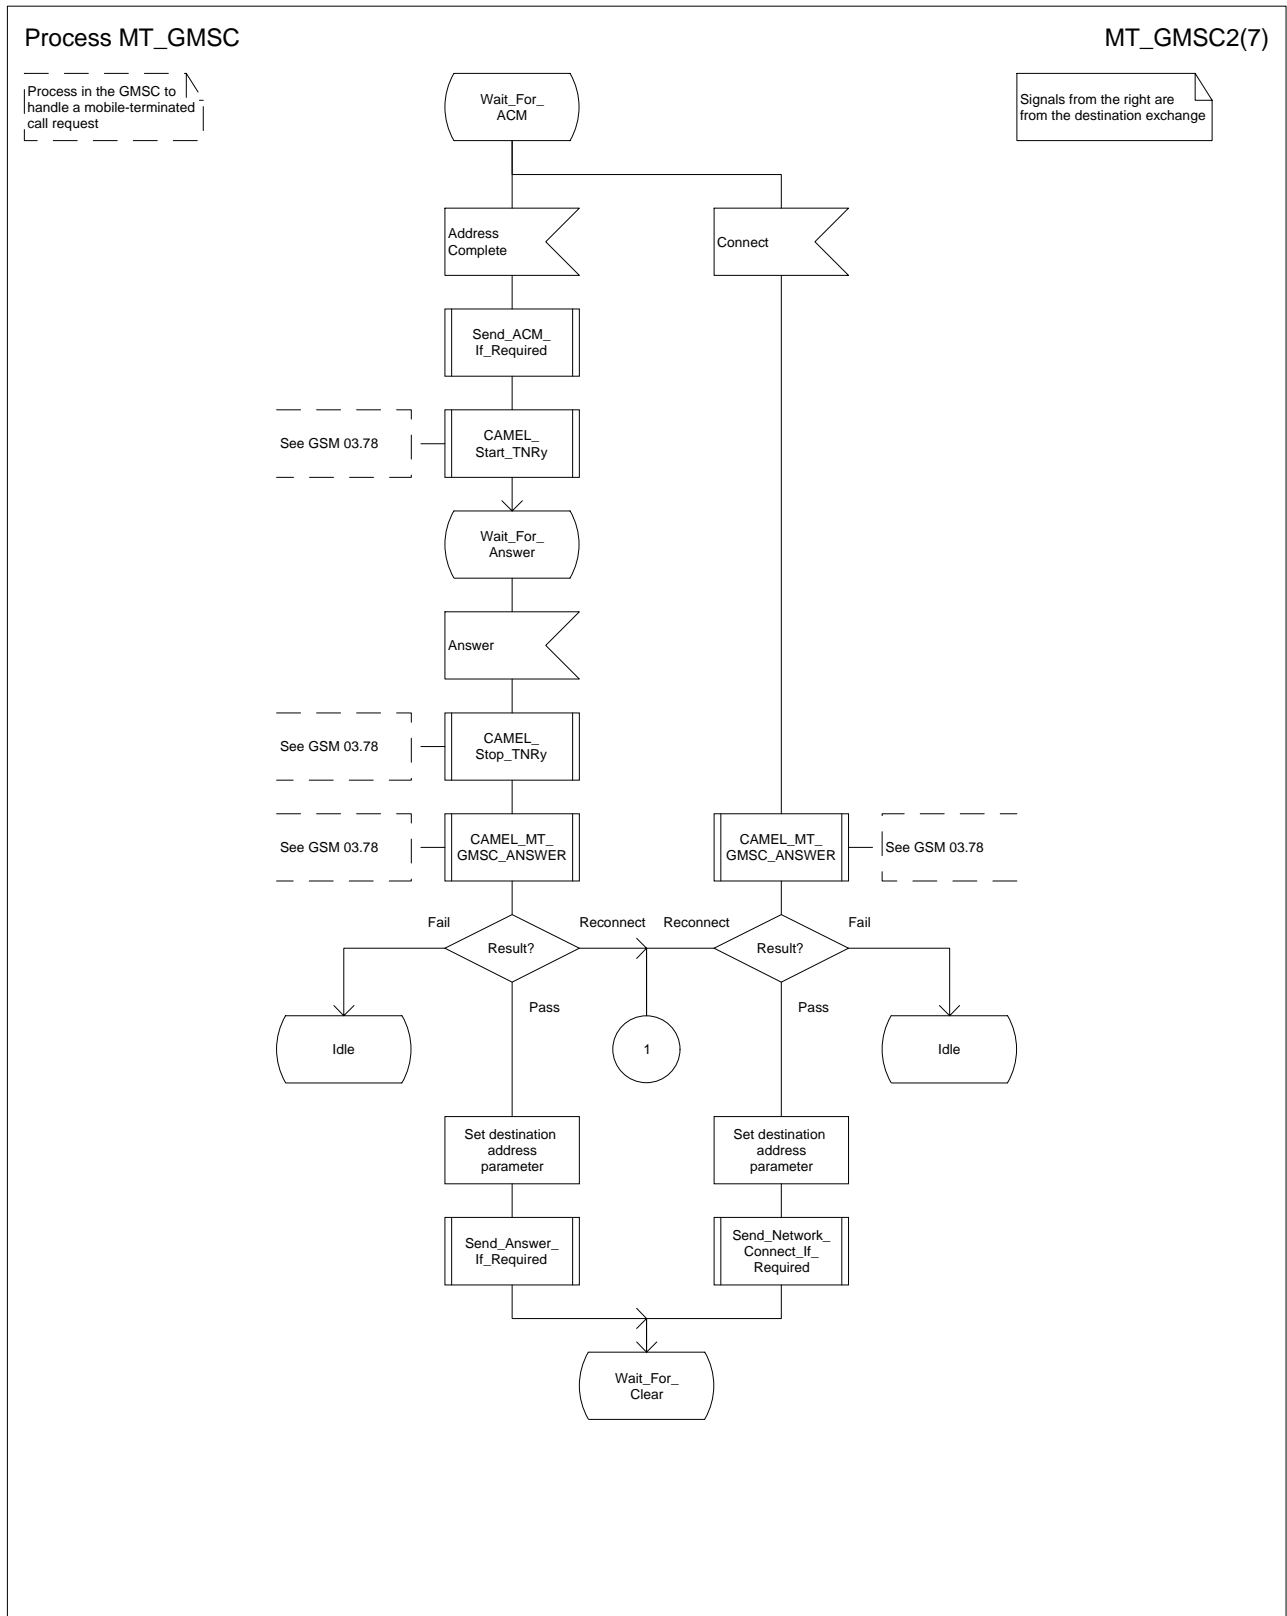 Process MT_GMSC
MT_GMSC2(7)
Process in the GMSC to
handle a mobile-terminated
call request
Signals from the right are
from the destination exchange
Wait_For_
ACM
Address
Complete
Connect
Send_ACM_
If_Required
See GSM 03.78
CAMEL_
Start_TNRy
Wait_For_
Answer
Answer
See GSM 03.78
CAMEL_
Stop_TNRy
See GSM 03.78
CAMEL_MT_
GMSC_ANSWER
CAMEL_MT_
GMSC_ANSWER
See GSM 03.78
Fail
Reconnect
Reconnect
Fail
Result?
Result?
Pass
Pass
Idle
1
Idle
Set destination
address
parameter
Set destination
address
parameter
Send_Answer_
If_Required
Send_Network_
Connect_If_
Required
Wait_For_
Clear